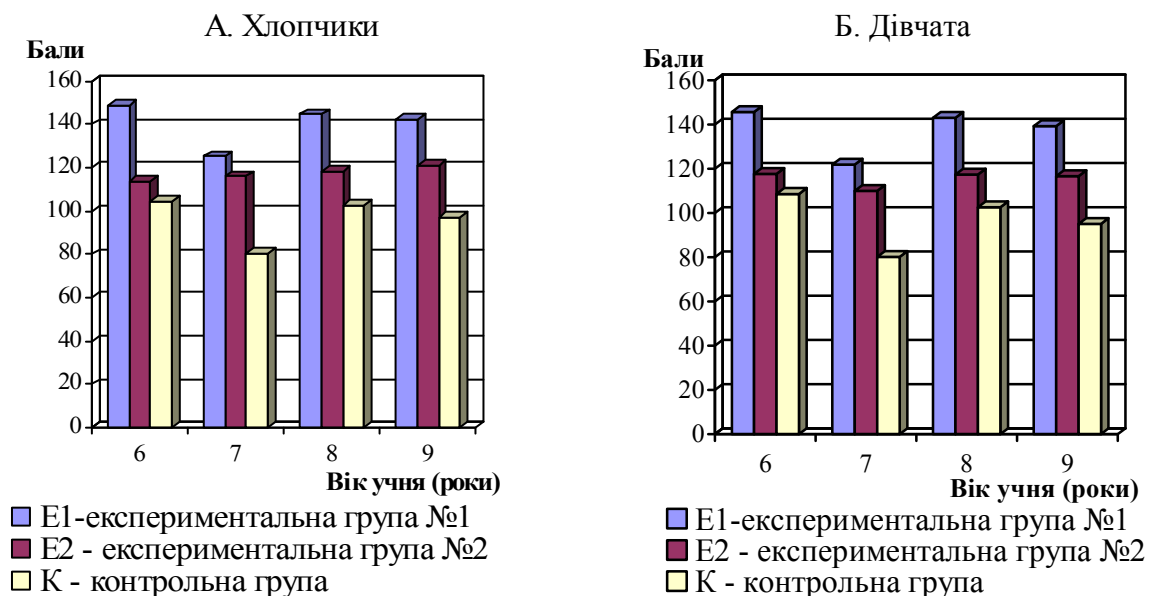 А. Хлопчики
Бали
160
140
120
100
80
60
40
20
0
6 7 8 9
Вік учня (роки)
Е1-експериментальна група №1
Е2 - експериментальна група №2
К - контрольна група
Б. Дівчата
Бали
160
140
120
100
80
60
40
20
0
6 7 8 9
Вік учня (роки)
Е1-експериментальна група №1
Е2 - експериментальна група №2
К - контрольна група